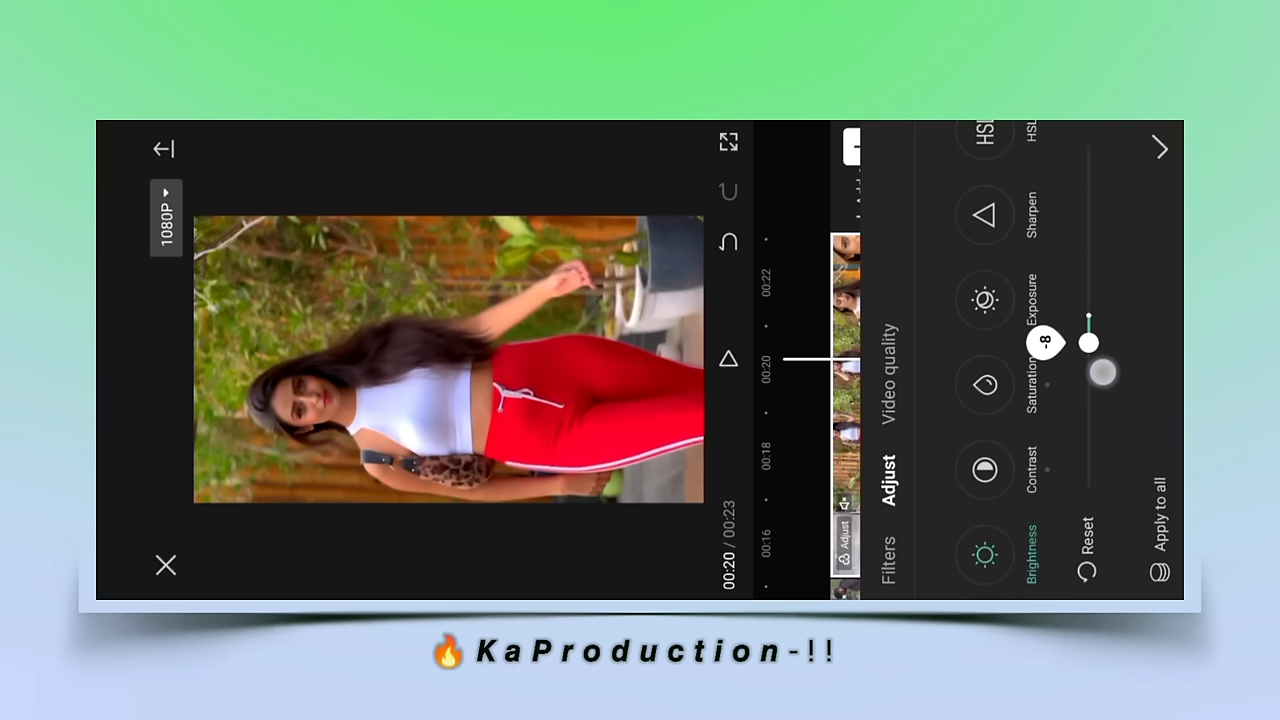 1080P
00:20 / 00:23
00:16
00:18
00:20
00:22
Adjust
Filters
Adjust
Video quality
Brightness
Contrast
Saturation
Exposure
Sharpen
HSL
HSL
-8
Reset
Apply to all
🔥KaProduction-!!